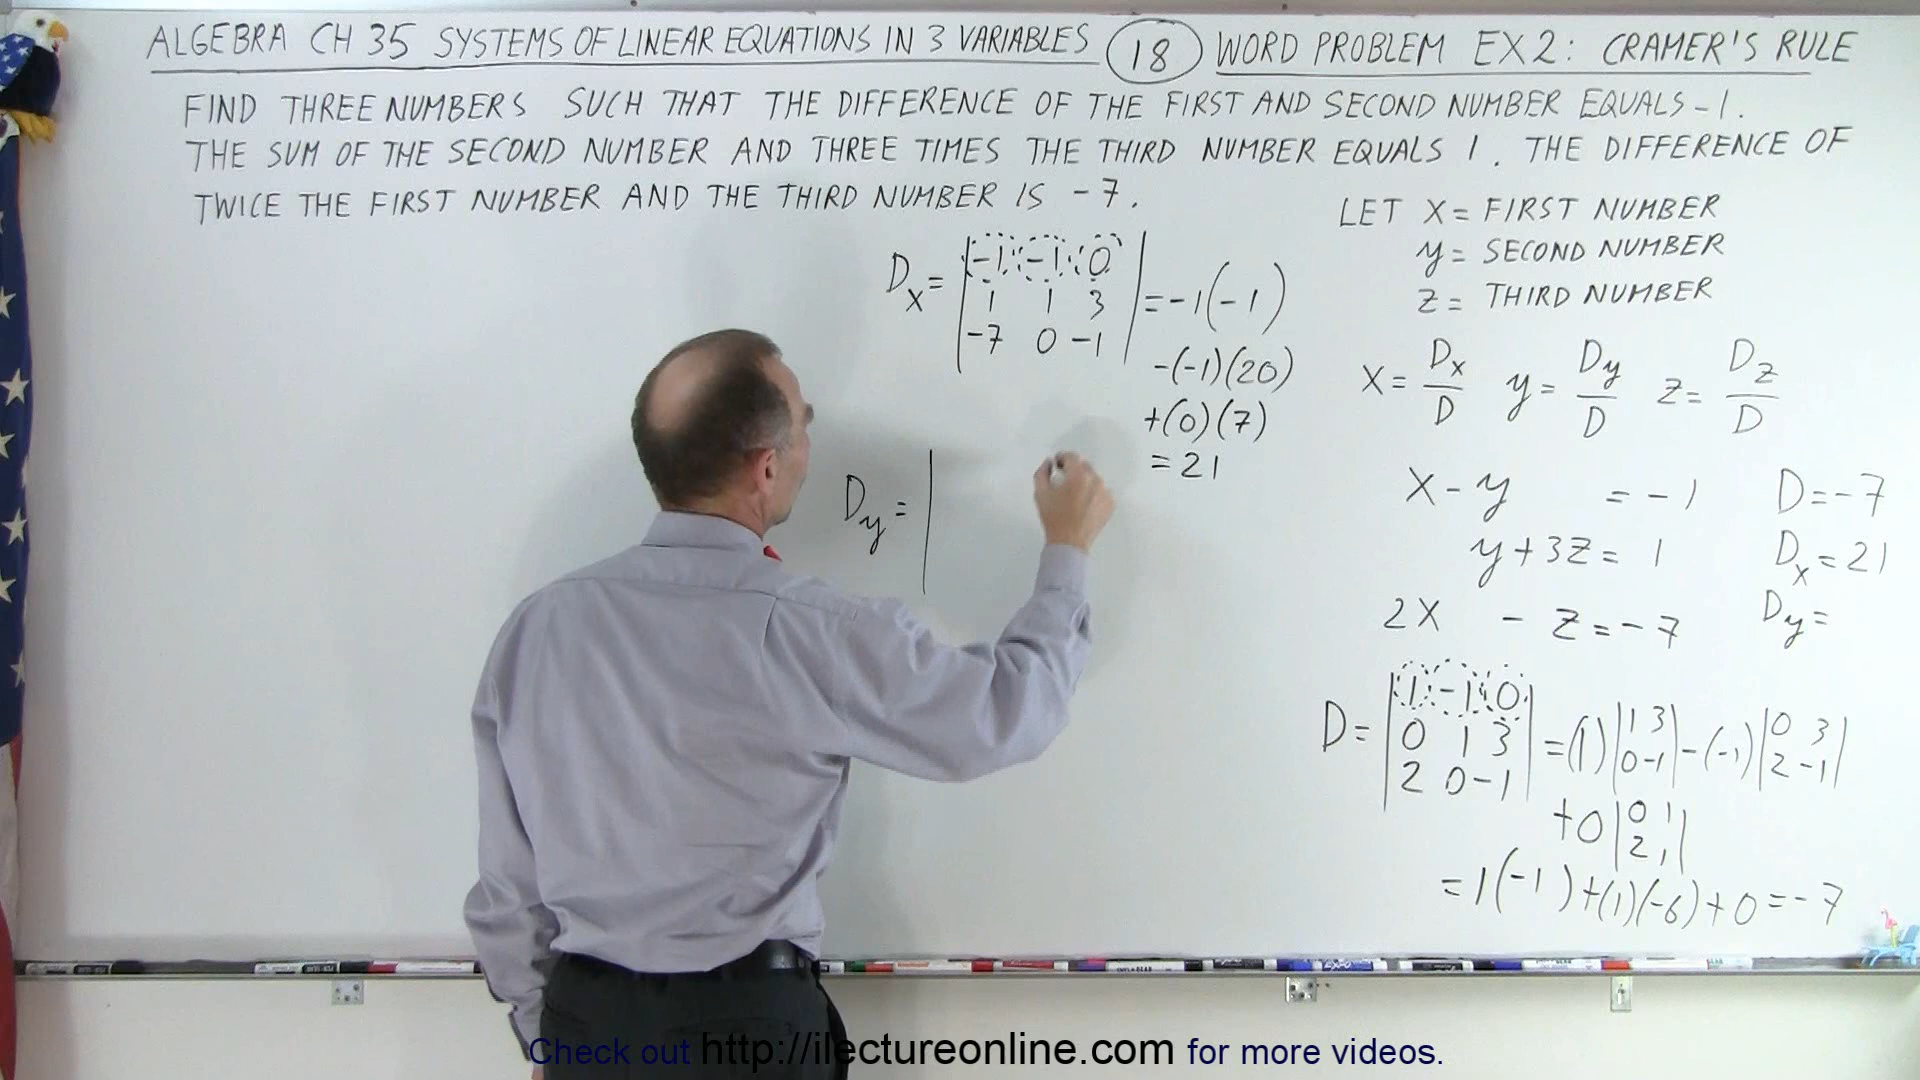 ALGEBRA CH 35 SYSTEMS OF LINEAR EQUATIONS IN 3 VARIABLES 18 WORD PROBLEM EX 2: CRAMER'S RULE
FIND THREE NUMBERS SUCH THAT THE DIFFERENCE OF THE FIRST AND SECOND NUMBER EQUALS -1.
THE SUM OF THE SECOND NUMBER AND THREE TIMES THE THIRD NUMBER EQUALS 1. THE DIFFERENCE OF
TWICE THE FIRST NUMBER AND THE THIRD NUMBER IS -7.
LET X = FIRST NUMBER
y = SECOND NUMBER
Z = THIRD NUMBER
Dx = | -1 -1 0 |
| 1 1 3 | = -1(-1)
| -7 0 -1 |
-(-1)(20)
+(0)(7)
= 21
Dy = |
X = Dx/D y = Dy/D Z = Dz/D
X - y = -1 D = -7
y + 3Z = 1 Dx = 21
2X - Z = -7 Dy =
| 1 -1 0 |
D = | 0 1 3 | = (1) | 1 3 | - (-1) | 0 3 |
| 2 0 -1 | | 0 -1 | | 2 -1 |
+0 | 0 1 |
| 2 1 |
= 1(-1) + (1)(-6) + 0 = -7
Check out http://ilectureonline.com for more videos.